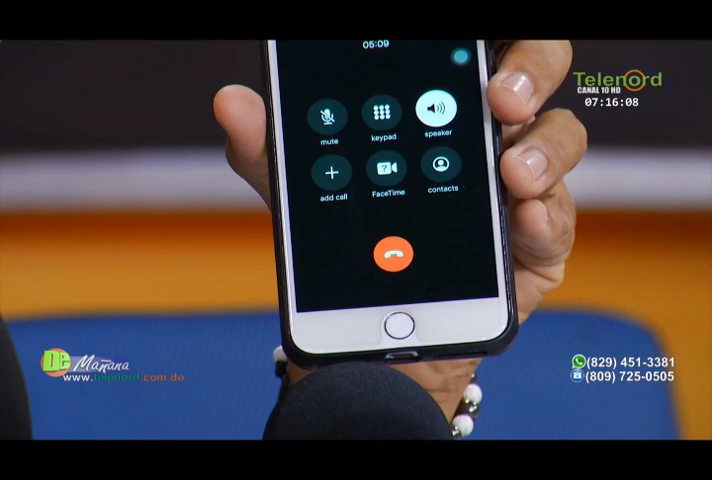 05:09
Telenord
CANAL 10 HD
07:16:08
mute
keypad
speaker
add call
FaceTime
contacts
De Mañana
www.telenord.com.do
(829) 451-3381
(809) 725-0505